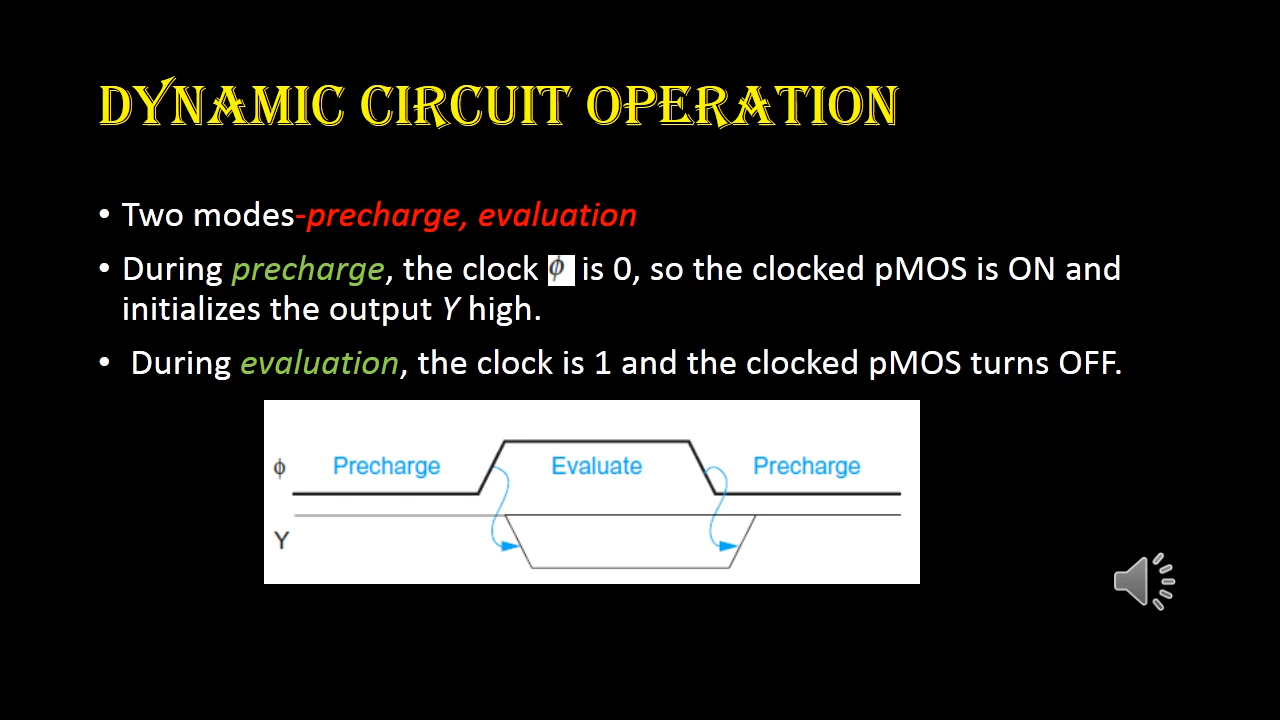 DYNAMIC CIRCUIT OPERATION
• Two modes-precharge, evaluation
• During precharge, the clock ϕ is 0, so the clocked pMOS is ON and
initializes the output Y high.
• During evaluation, the clock is 1 and the clocked pMOS turns OFF.
ϕ Precharge Evaluate Precharge
Y